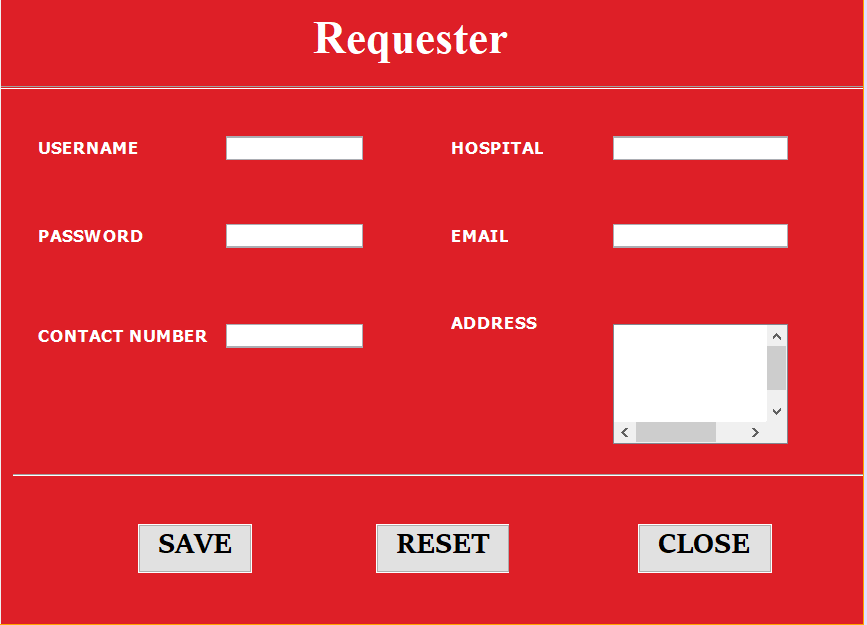 Requester
USERNAME
HOSPITAL
PASSWORD
EMAIL
CONTACT NUMBER
ADDRESS
SAVE
RESET
CLOSE